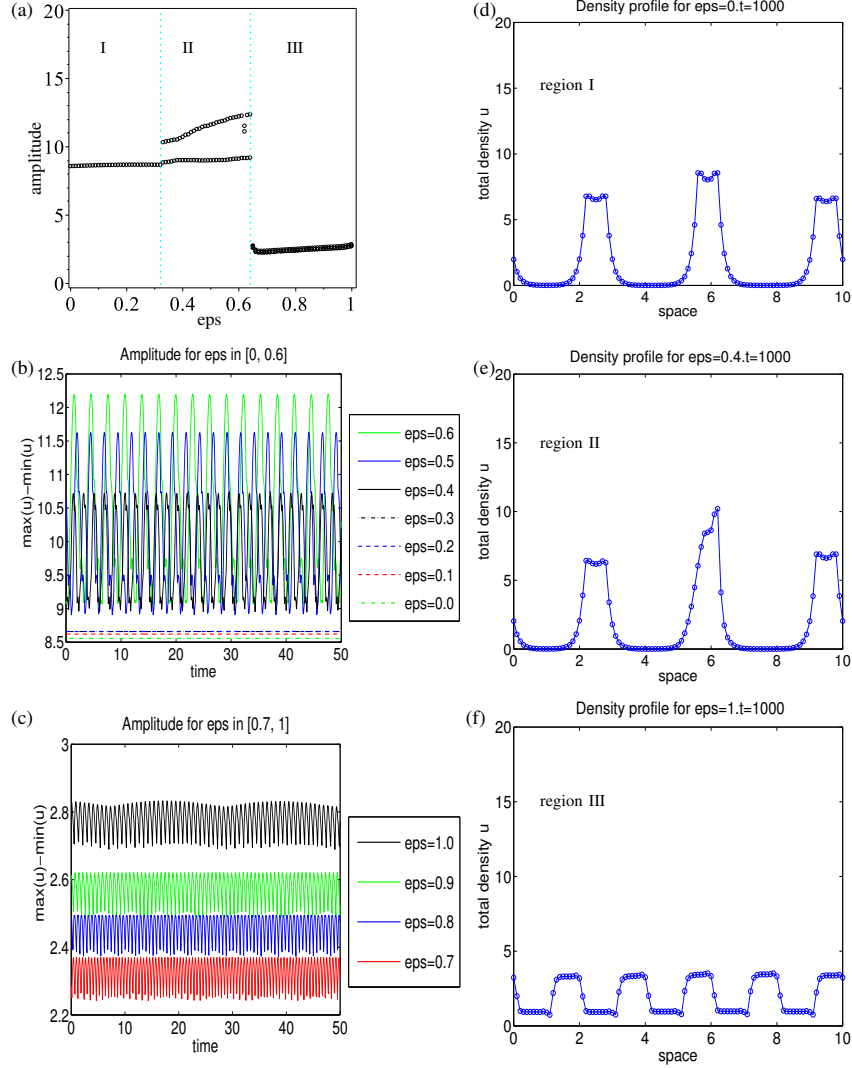 (a)
20
15
10
5
0
amplitude
I
II
III
0
0.2
0.4
0.6
0.8
1
eps
(b)
Amplitude for eps in [0, 0.6]
12.5
12
11.5
11
10.5
10
9.5
9
8.5
max(u)−min(u)
0
10
20
30
40
50
time
eps=0.6
eps=0.5
eps=0.4
eps=0.3
eps=0.2
eps=0.1
eps=0.0
(c)
Amplitude for eps in [0.7, 1]
3
2.8
2.6
2.4
2.2
max(u)−min(u)
0
10
20
30
40
50
time
eps=1.0
eps=0.9
eps=0.8
eps=0.7
(d)
Density profile for eps=0.t=1000
20
15
10
5
0
total density u
region I
0
2
4
6
8
10
space
(e)
Density profile for eps=0.4.t=1000
20
15
10
5
0
total density u
region II
0
2
4
6
8
10
space
(f)
Density profile for eps=1.t=1000
20
15
10
5
0
total density u
region III
0
2
4
6
8
10
space